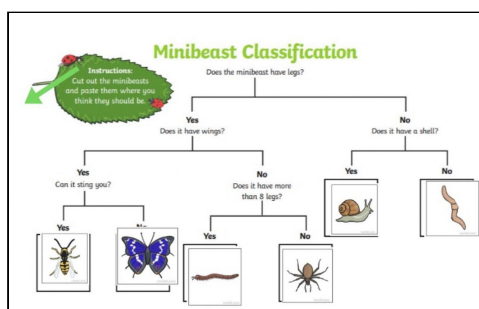 Minibeast Classification
Instructions:
Cut out the minibeasts
and paste them where you
think they should be.
Does the minibeast have legs?
Yes
No
Does it have wings?
Does it have a shell?
Yes
No
Yes
No
Can it sting you?
Does it have more
than 8 legs?
Yes
No
Yes
No